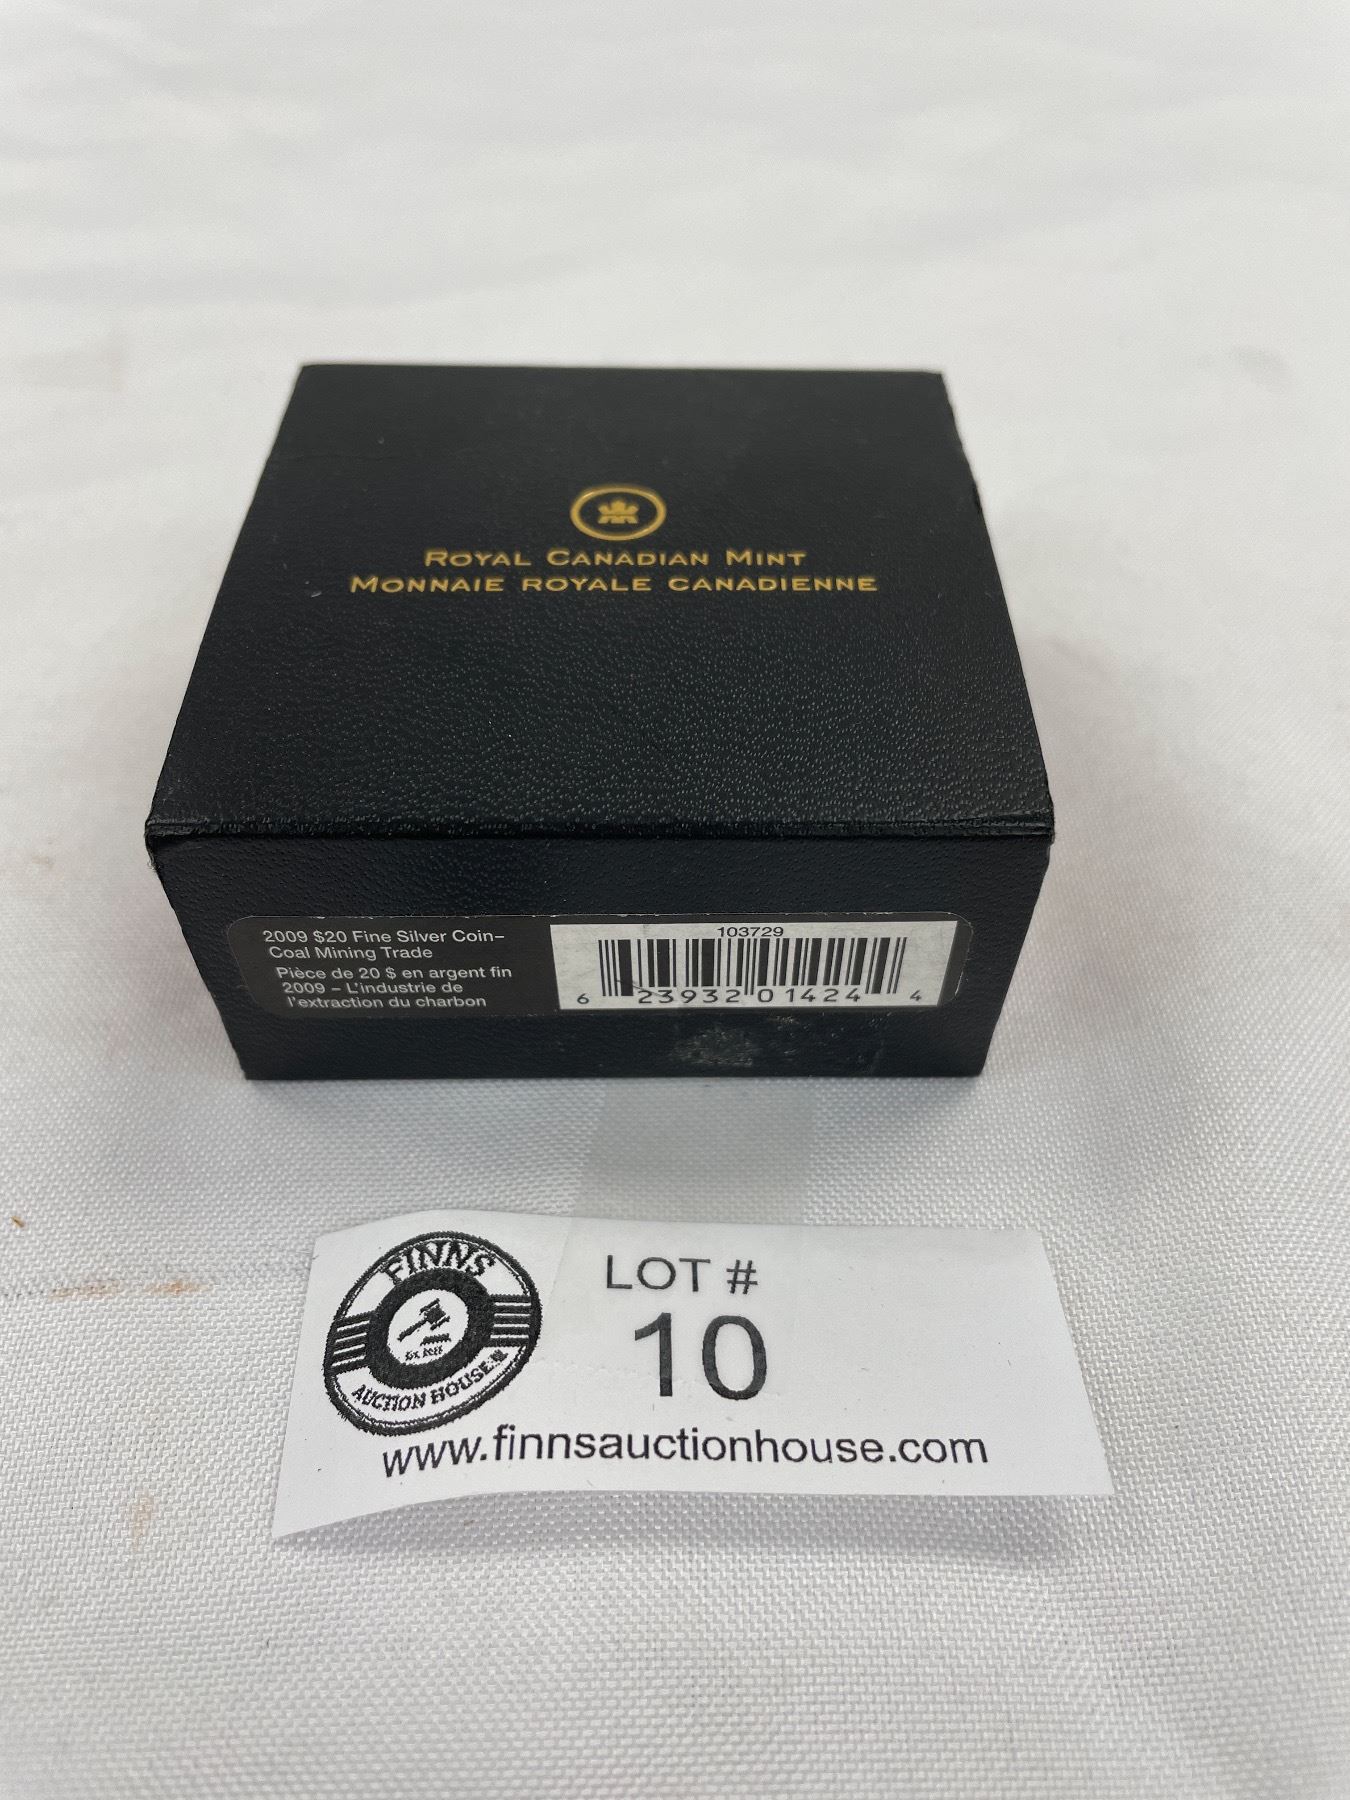 ROYAL CANADIAN MINT
MONNAIE ROYALE CANADIENNE
2009 $20 Fine Silver Coin–
Coal Mining Trade
Pièce de 20 $ en argent fin
2009 – L'industrie de
l'extraction du charbon
103729
6 23932 01424 4
FINNS
AUCTION HOUSE
LOT #
10
www.finnsauctionhouse.com